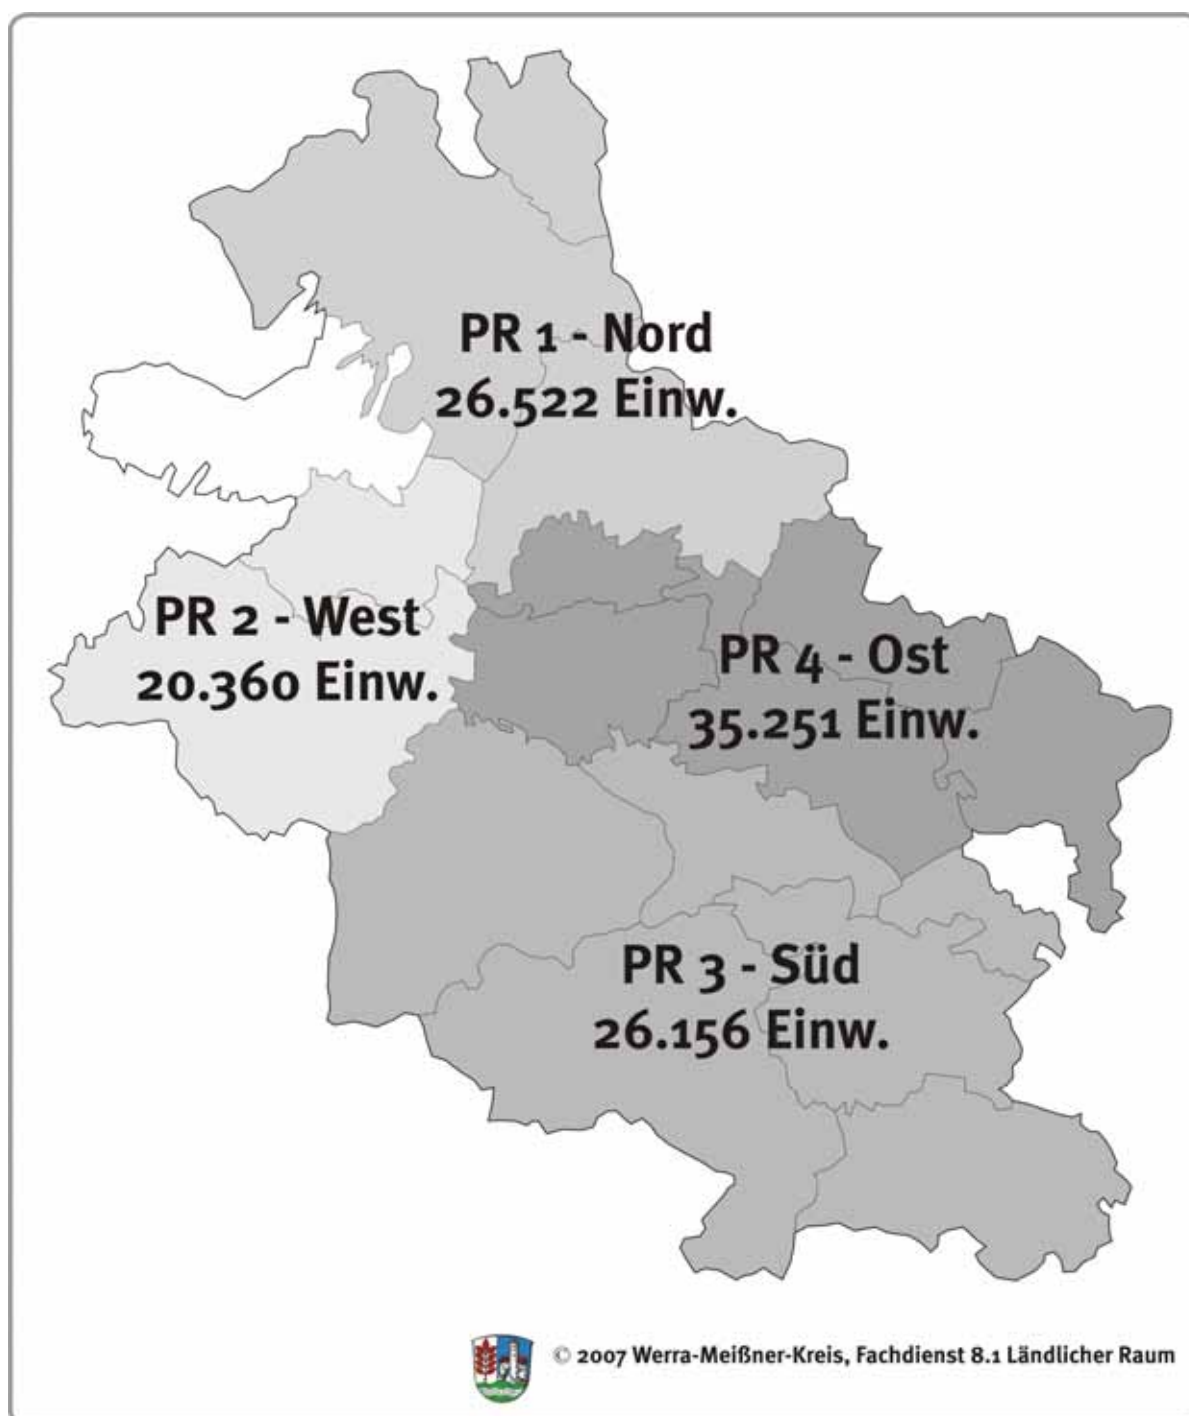 PR 1 - Nord
26.522 Einw.
PR 2 - West
20.360 Einw.
PR 4 - Ost
35.251 Einw.
PR 3 - Süd
26.156 Einw.
© 2007 Werra-Meißner-Kreis, Fachdienst 8.1 Ländlicher Raum